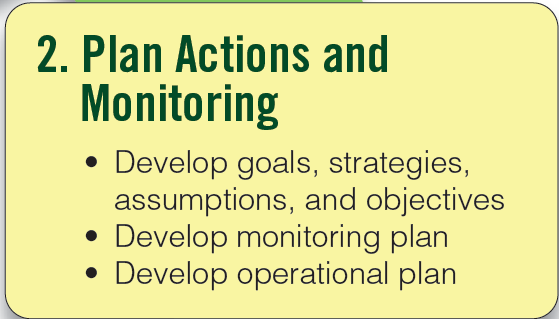 2. Plan Actions and
Monitoring
• Develop goals, strategies,
assumptions, and objectives
• Develop monitoring plan
• Develop operational plan